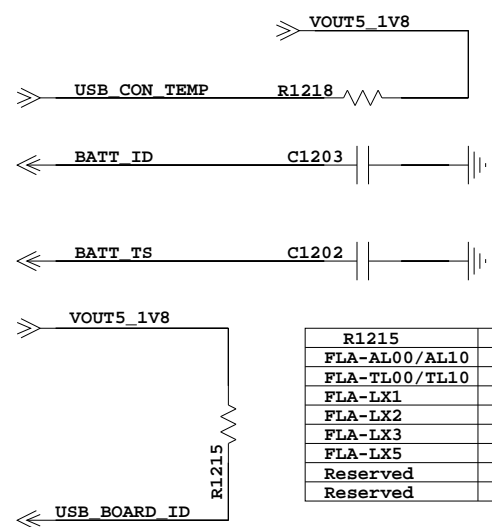 VOUT5_1V8
USB_CON_TEMP R1218
BATT_ID C1203
BATT_TS C1202
VOUT5_1V8
R1215
USB_BOARD_ID
R1215
FLA-AL00/AL10
FLA-TL00/TL10
FLA-LX1
FLA-LX2
FLA-LX3
FLA-LX5
Reserved
Reserved